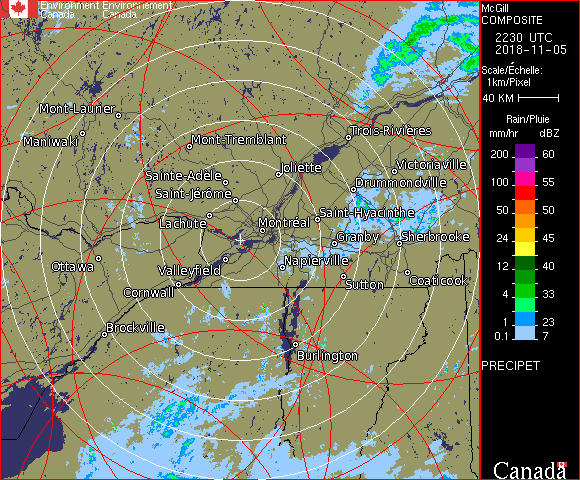 Environment Environnement
Canada Canada
Mont-Laurier
Maniwaki
Mont-Tremblant
Trois-Rivières
Sainte-Adèle
Joliette
Victoriaville
Saint-Jérôme
Drummondville
Lachute
Montréal
Saint-Hyacinthe
Granby
Sherbrooke
Ottawa
Valleyfield
Napierville
Cornwall
Sutton
Coaticook
Brockville
Burlington
McGill
COMPOSITE
2230 UTC
2018-11-05
Scale/Échelle:
1km/Pixel
40 KM
Rain/Pluie
mm/hr dBZ
200 60
150 57
100 55
50 50
24 45
12 40
4 33
1 23
0.1 7
PRECIPET
Canada